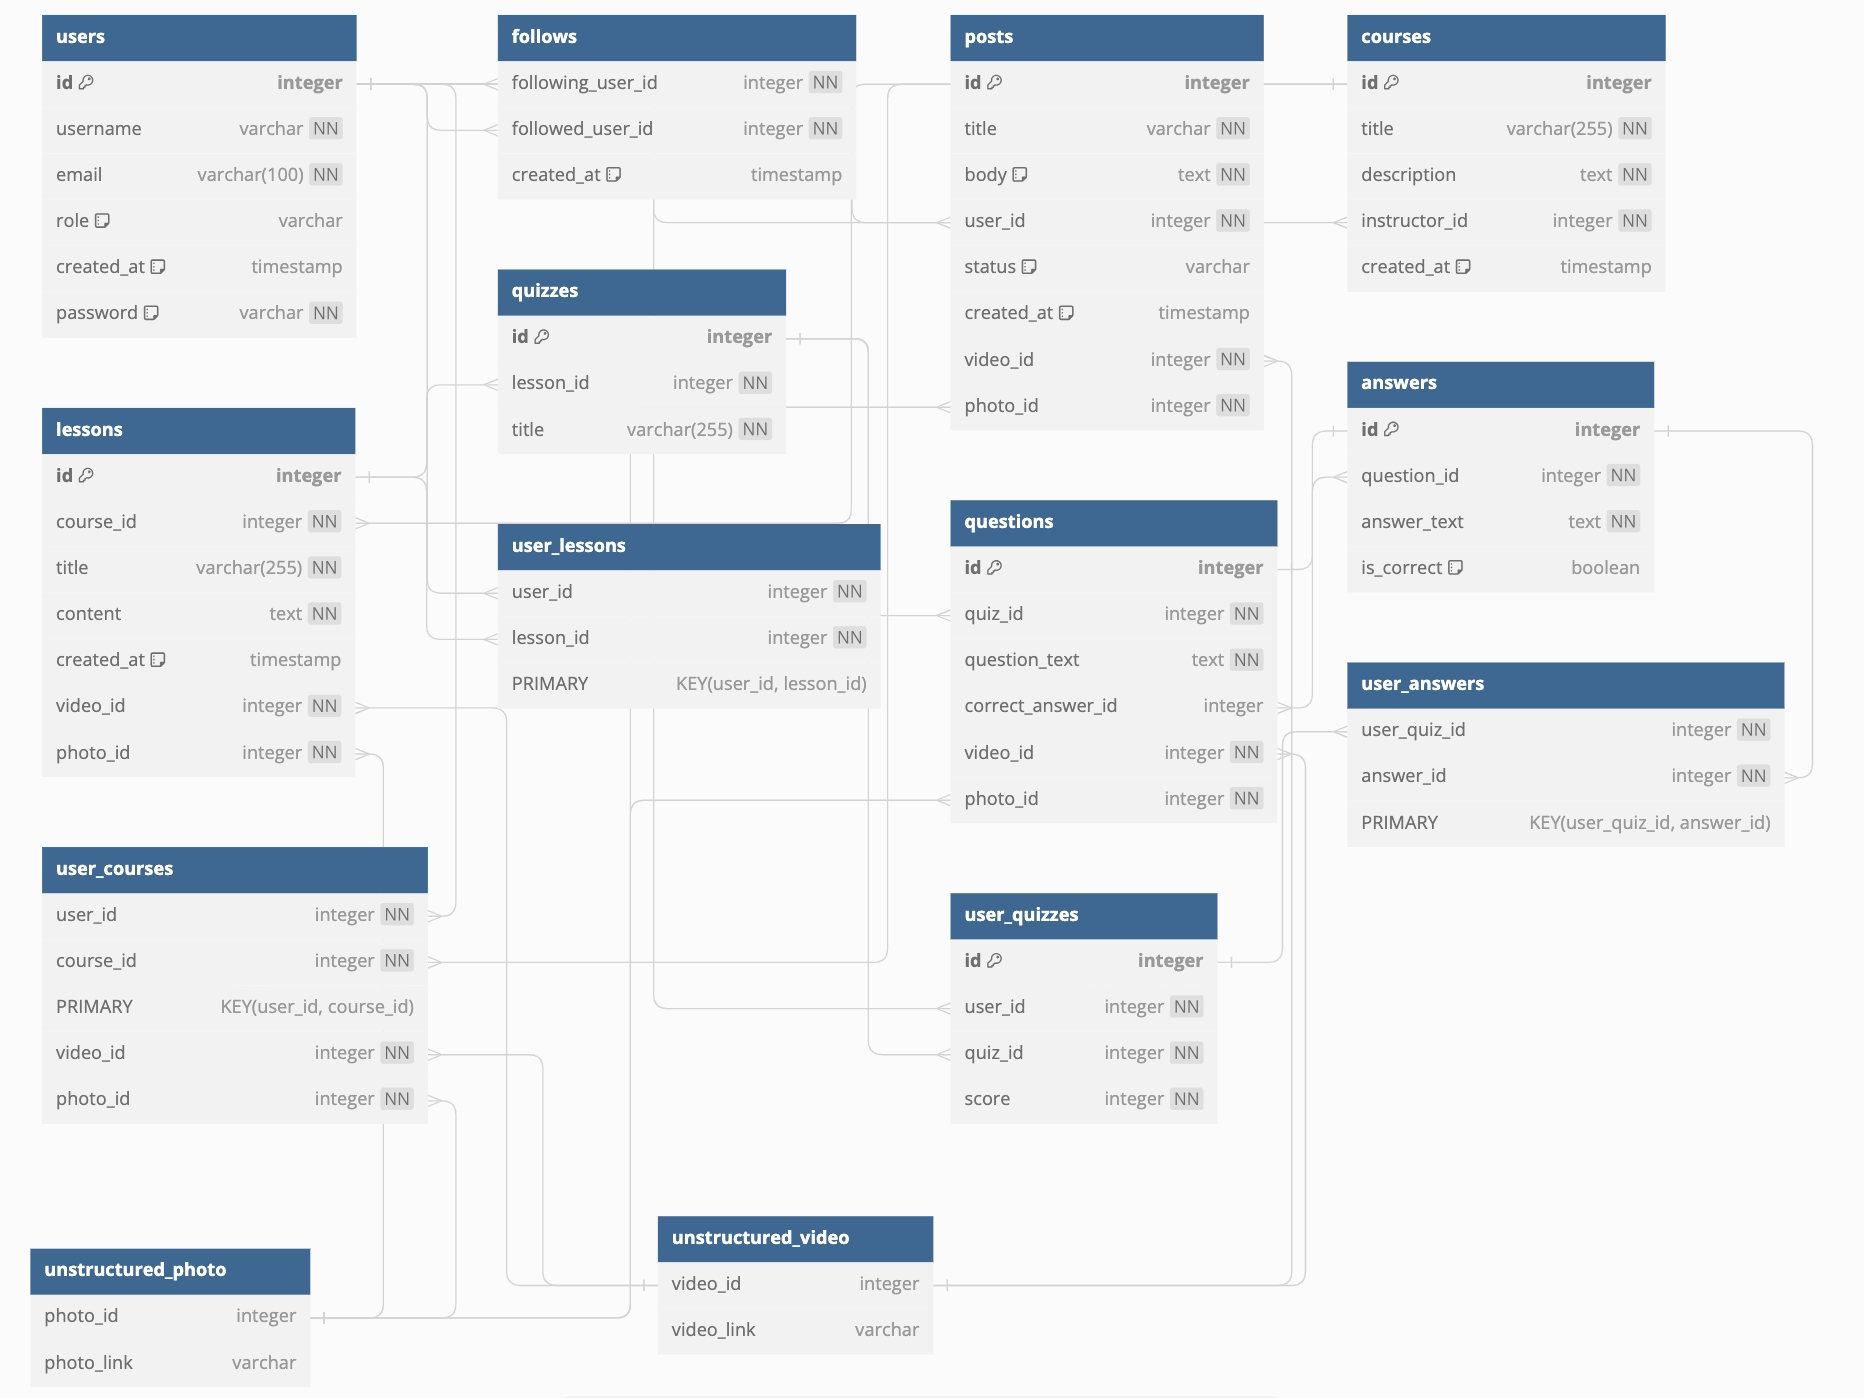 users
id integer
username varchar NN
email varchar(100) NN
role varchar
created_at timestamp
password varchar NN
follows
following_user_id integer NN
followed_user_id integer NN
created_at timestamp
posts
id integer
title varchar NN
body text NN
user_id integer NN
status varchar
created_at timestamp
video_id integer NN
photo_id integer NN
courses
id integer
title varchar(255) NN
description text NN
instructor_id integer NN
created_at timestamp
quizzes
id integer
lesson_id integer NN
title varchar(255) NN
answers
id integer
question_id integer NN
answer_text text NN
is_correct boolean
lessons
id integer
course_id integer NN
title varchar(255) NN
content text NN
created_at timestamp
video_id integer NN
photo_id integer NN
user_lessons
user_id integer NN
lesson_id integer NN
PRIMARY KEY(user_id, lesson_id)
questions
id integer
quiz_id integer NN
question_text text NN
correct_answer_id integer
video_id integer NN
photo_id integer NN
user_answers
user_quiz_id integer NN
answer_id integer NN
PRIMARY KEY(user_quiz_id, answer_id)
user_courses
user_id integer NN
course_id integer NN
PRIMARY KEY(user_id, course_id)
video_id integer NN
photo_id integer NN
user_quizzes
id integer
user_id integer NN
quiz_id integer NN
score integer NN
unstructured_photo
photo_id integer
photo_link varchar
unstructured_video
video_id integer
video_link varchar